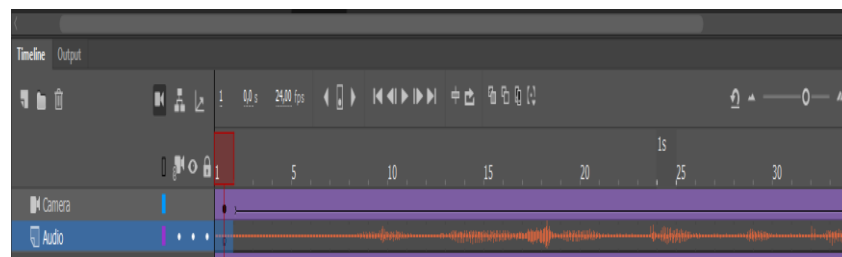 Timeline Output
1 0,0 s 24,00 fps
1s
1 5 10 15 20 25 30
Camera
Audio